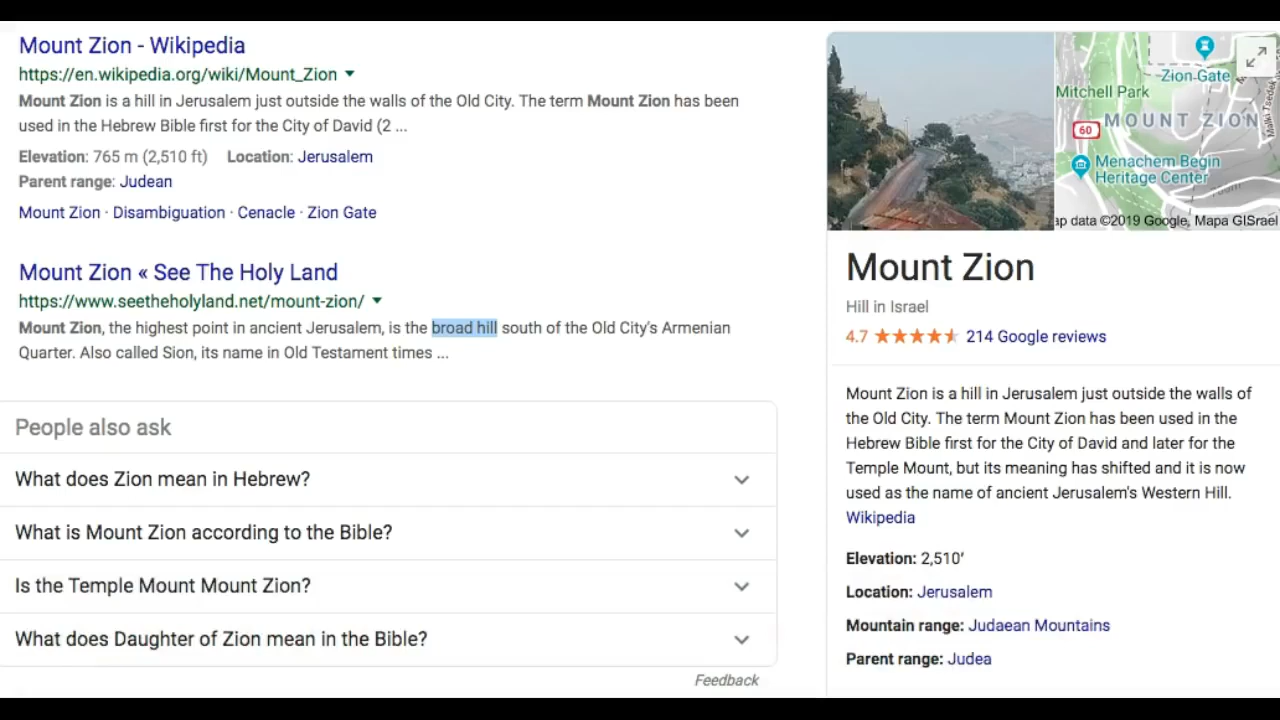 Mount Zion - Wikipedia
https://en.wikipedia.org/wiki/Mount_Zion
Mount Zion is a hill in Jerusalem just outside the walls of the Old City. The term Mount Zion has been
used in the Hebrew Bible first for the City of David (2 ...
Elevation: 765 m (2,510 ft) Location: Jerusalem
Parent range: Judean
Mount Zion · Disambiguation · Cenacle · Zion Gate
Mount Zion « See The Holy Land
https://www.seetheholyland.net/mount-zion/
Mount Zion, the highest point in ancient Jerusalem, is the broad hill south of the Old City's Armenian
Quarter. Also called Sion, its name in Old Testament times ...
People also ask
What does Zion mean in Hebrew?
What is Mount Zion according to the Bible?
Is the Temple Mount Mount Zion?
What does Daughter of Zion mean in the Bible?
Feedback
Zion Gate
Mitchell Park
MOUNT ZION
60
Malki Tsedek
Menachem Begin
Heritage Center
ap data ©2019 Google, Mapa GISrael
Mount Zion
Hill in Israel
4.7 214 Google reviews
Mount Zion is a hill in Jerusalem just outside the walls of
the Old City. The term Mount Zion has been used in the
Hebrew Bible first for the City of David and later for the
Temple Mount, but its meaning has shifted and it is now
used as the name of ancient Jerusalem's Western Hill.
Wikipedia
Elevation: 2,510′
Location: Jerusalem
Mountain range: Judaean Mountains
Parent range: Judea